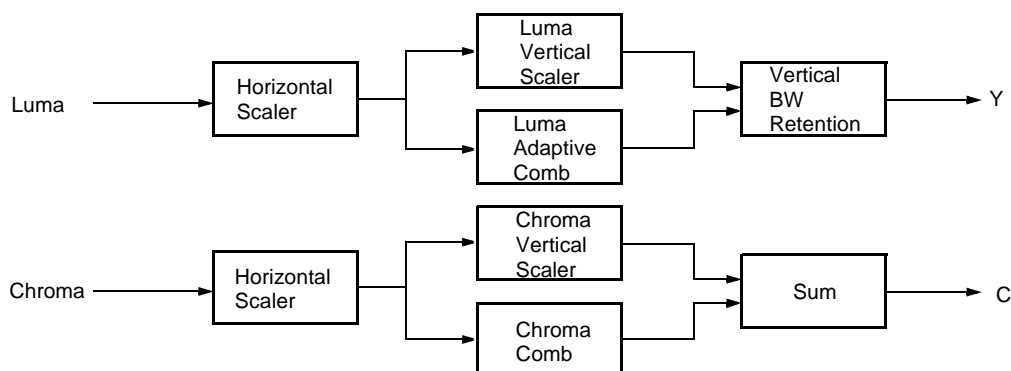 Luma
Horizontal
Scaler
Luma
Vertical
Scaler
Luma
Adaptive
Comb
Vertical
BW
Retention
Y
Chroma
Horizontal
Scaler
Chroma
Vertical
Scaler
Chroma
Comb
Sum
C